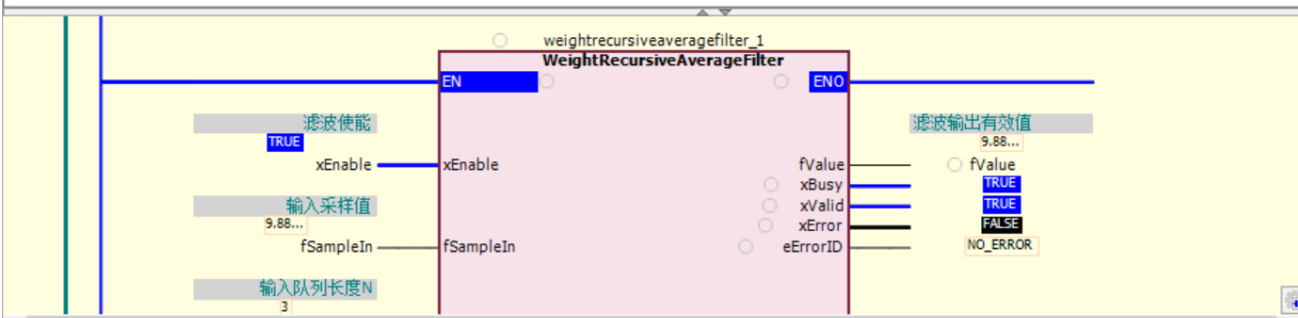 weightrecursiveaveragefilter_1
WeightRecursiveAverageFilter
EN
ENO
滤波使能
TRUE
xEnable
xEnable
输入采样值
9.88...
fSampleIn
fSampleIn
输入队列长度N
3
滤波输出有效值
9.88...
fValue
fValue
xBusy
TRUE
xValid
TRUE
xError
FALSE
eErrorID
NO_ERROR